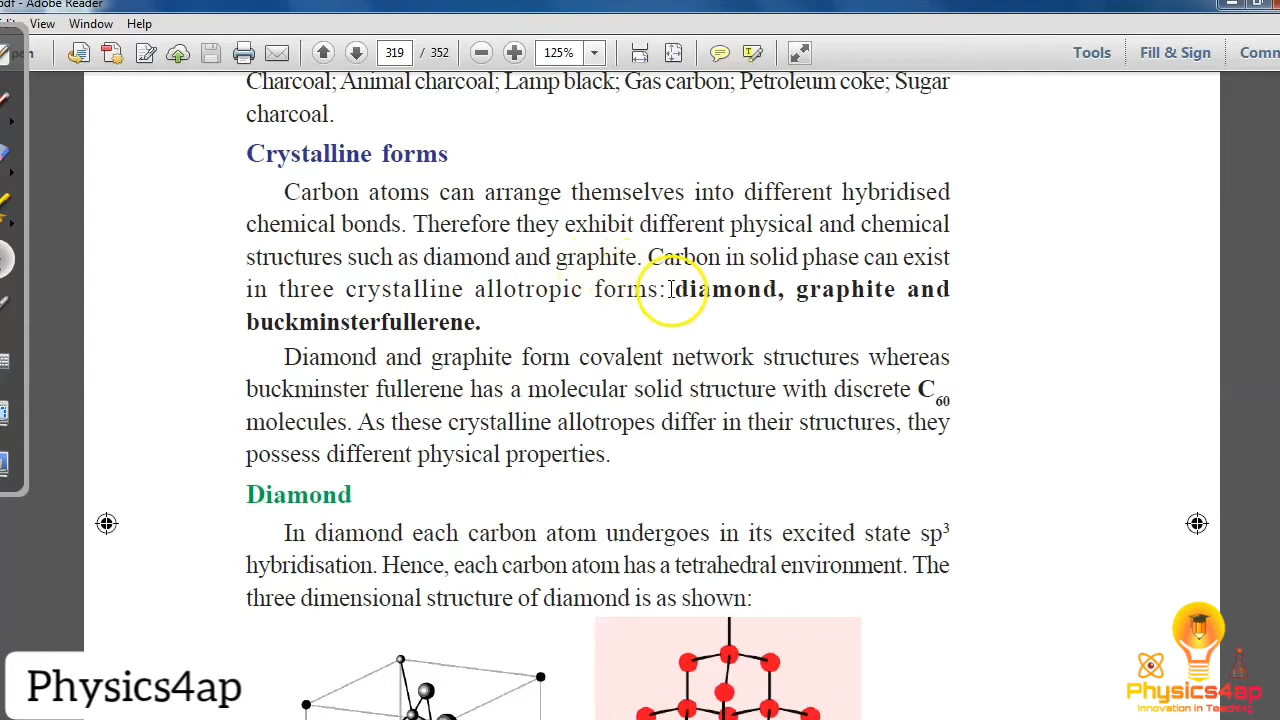 pdf - Adobe Reader
View Window Help
319 / 352 125% Tools Fill & Sign
Charcoal; Animal charcoal; Lamp black; Gas carbon; Petroleum coke; Sugar
charcoal.
Crystalline forms
Carbon atoms can arrange themselves into different hybridised
chemical bonds. Therefore they exhibit different physical and chemical
structures such as diamond and graphite. Carbon in solid phase can exist
in three crystalline allotropic forms: diamond, graphite and
buckminsterfullerene.
Diamond and graphite form covalent network structures whereas
buckminster fullerene has a molecular solid structure with discrete C60
molecules. As these crystalline allotropes differ in their structures, they
possess different physical properties.
Diamond
In diamond each carbon atom undergoes in its excited state sp³
hybridisation. Hence, each carbon atom has a tetrahedral environment. The
three dimensional structure of diamond is as shown:
Physics4ap
Physics4ap
Innovation in Teaching